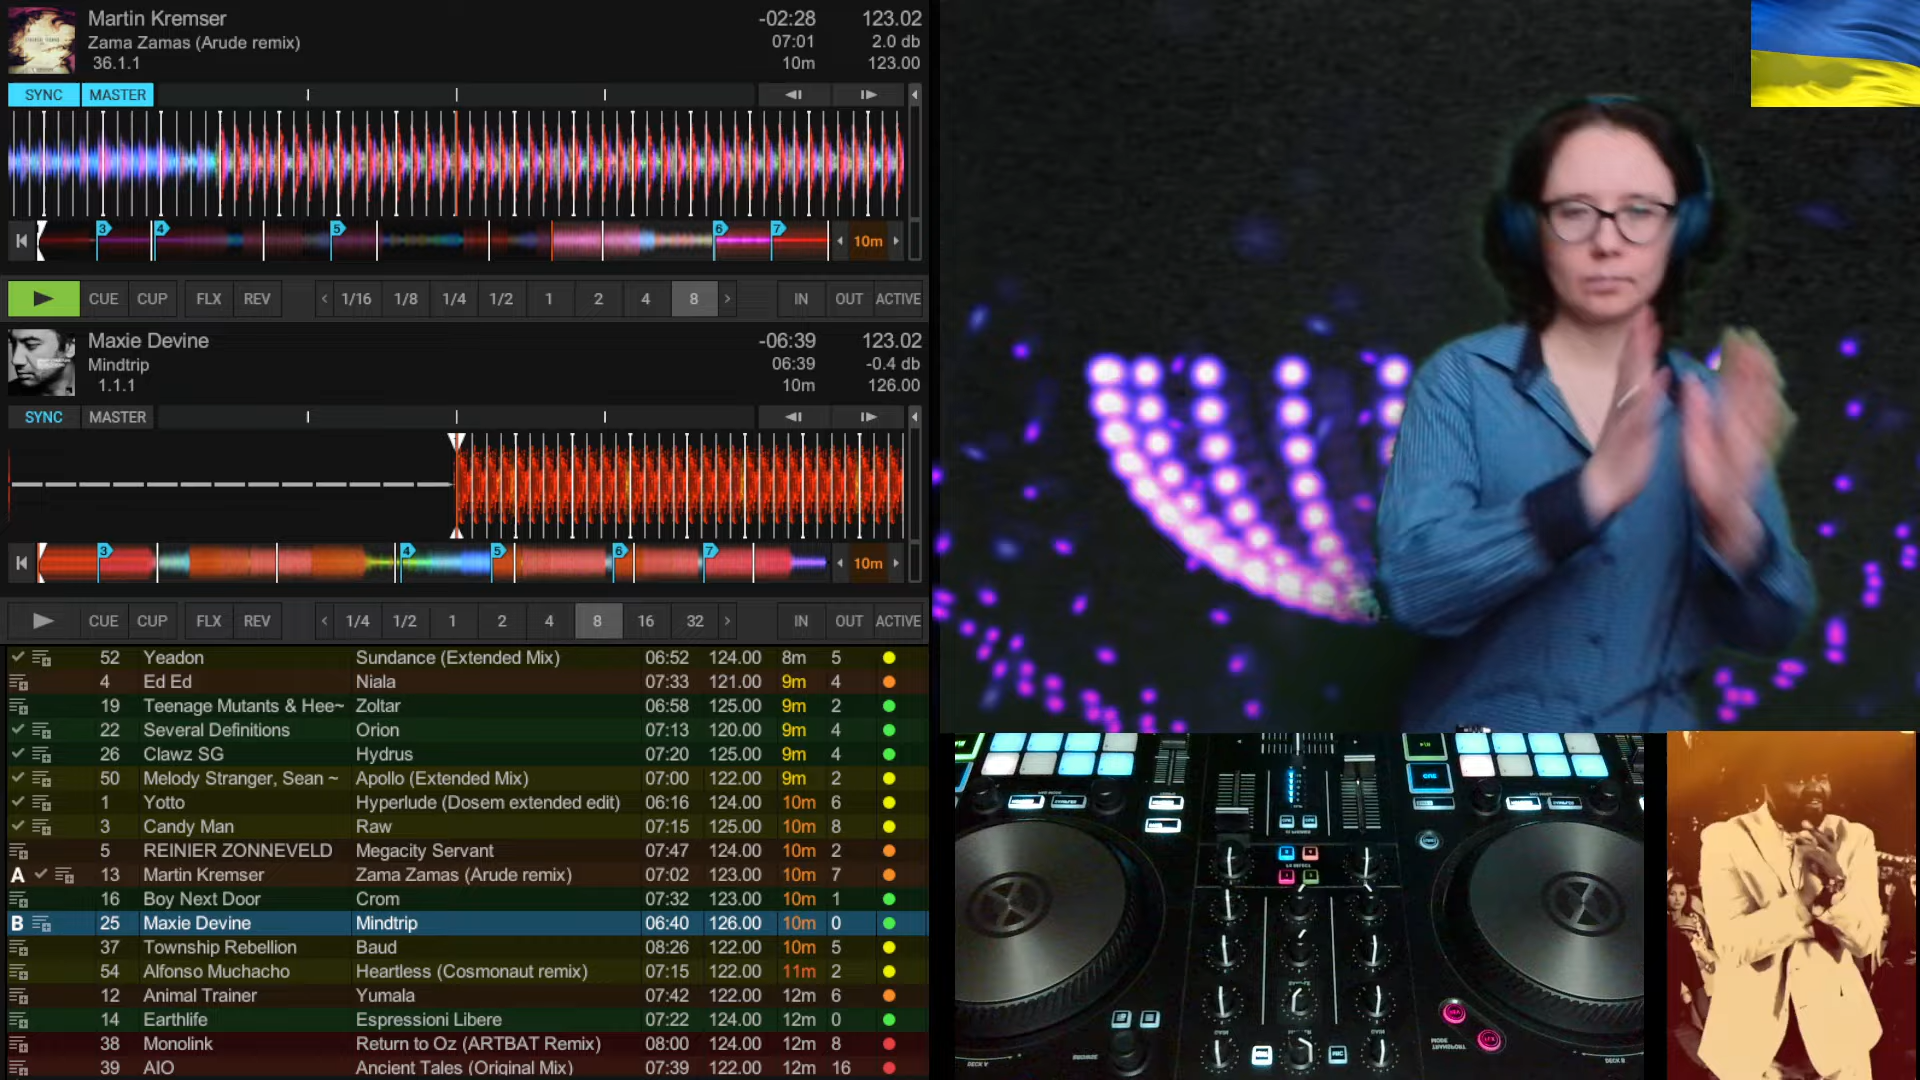 Martin Kremser -02:28 123.02
Zama Zamas (Arude remix) 07:01 2.0 db
36.1.1 10m 123.00
SYNC MASTER
3 4 5 6 7 10m
CUE CUP FLX REV 1/16 1/8 1/4 1/2 1 2 4 8 IN OUT ACTIVE
Maxie Devine -06:39 123.02
Mindtrip 06:39 -0.4 db
1.1.1 10m 126.00
SYNC MASTER
3 4 5 6 7 10m
CUE CUP FLX REV 1/4 1/2 1 2 4 8 16 32 IN OUT ACTIVE
52 Yeadon Sundance (Extended Mix) 06:52 124.00 8m 5
4 Ed Ed Niala 07:33 121.00 9m 4
19 Teenage Mutants & Hee~ Zoltar 06:58 125.00 9m 2
22 Several Definitions Orion 07:13 120.00 9m 4
26 Clawz SG Hydrus 07:20 125.00 9m 4
50 Melody Stranger, Sean ~ Apollo (Extended Mix) 07:00 122.00 9m 2
1 Yotto Hyperlude (Dosem extended edit) 06:16 124.00 10m 6
3 Candy Man Raw 07:15 125.00 10m 8
5 REINIER ZONNEVELD Megacity Servant 07:47 124.00 10m 2
A 13 Martin Kremser Zama Zamas (Arude remix) 07:02 123.00 10m 7
16 Boy Next Door Crom 07:32 123.00 10m 1
B 25 Maxie Devine Mindtrip 06:40 126.00 10m 0
37 Township Rebellion Baud 08:26 122.00 10m 5
54 Alfonso Muchacho Heartless (Cosmonaut remix) 07:15 122.00 11m 2
12 Animal Trainer Yumala 07:42 122.00 12m 6
14 Earthlife Espressioni Libere 07:22 124.00 12m 0
38 Monolink Return to Oz (ARTBAT Remix) 08:00 124.00 12m 8
39 AIO Ancient Tales (Original Mix) 07:39 122.00 12m 16